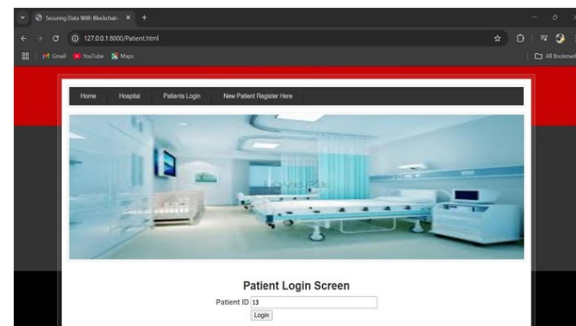 Securing Data With Blockchain
127.0.0.1:8000/Patient.html
Gmail YouTube Maps All Bookmarks
Home Hospital Patients Login New Patient Register Here
Patient Login Screen
Patient ID 13
Login